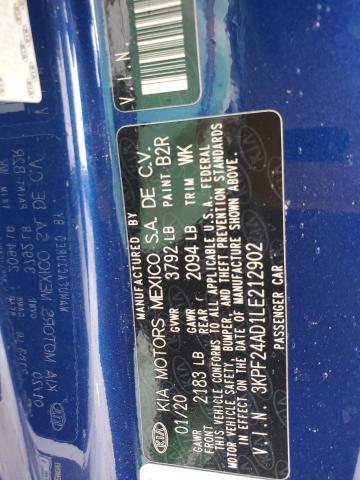 MANUFACTURED BY
KIA KIA MOTORS MEXICO S.A. DE C.V.
01/20 GVWR 3792 LB PAINT B2R
GAWR FRONT 2183 LB GAWR REAR 2094 LB TRIM WK
THIS VEHICLE CONFORMS TO ALL APPLICABLE U.S.A. FEDERAL
MOTOR VEHICLE SAFETY, BUMPER, AND THEFT PREVENTION STANDARDS
IN EFFECT ON THE DATE OF MANUFACTURE SHOWN ABOVE.
V.I.N 3KPF24AD1LE212902
PASSENGER CAR
V.I.N